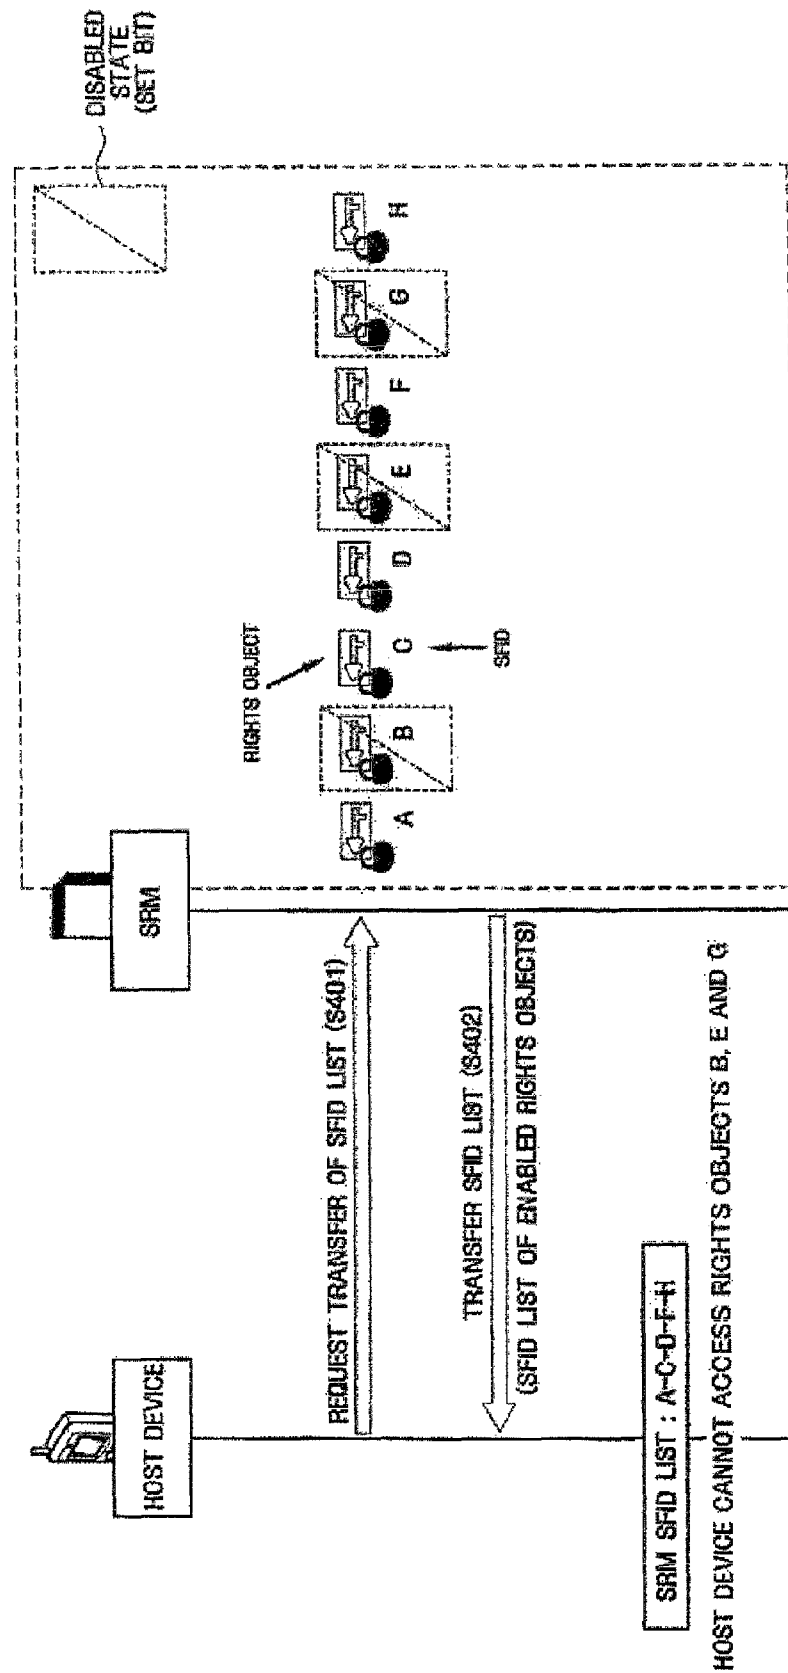 HOST DEVICE
SRM
DISABLED
STATE
(SET BIT)
REQUEST TRANSFER OF SFID LIST (S401)
RIGHTS OBJECT
A
B
C
D
E
F
G
H
SFID
TRANSFER SFID LIST (S402)
(SFID LIST OF ENABLED RIGHTS OBJECTS)
SRM SFID LIST : A-C-D-F-H
HOST DEVICE CANNOT ACCESS RIGHTS OBJECTS B, E AND G